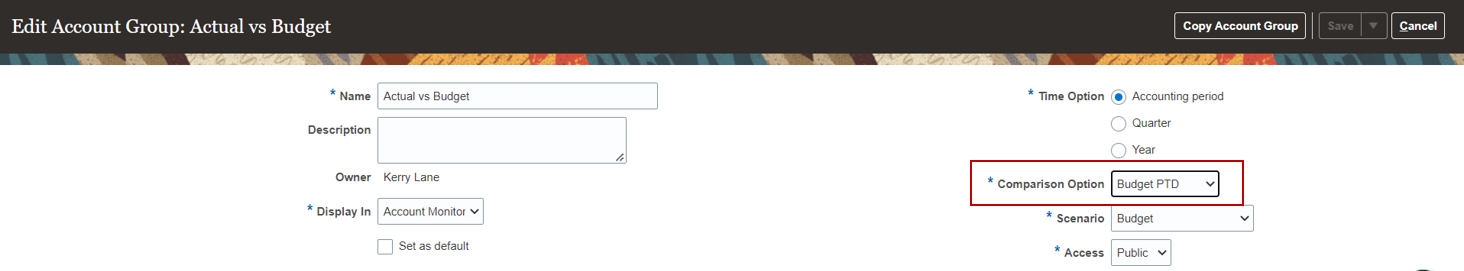 Edit Account Group: Actual vs Budget
Copy Account Group
Save
Cancel
* Name Actual vs Budget
Description
Owner Kerry Lane
* Display In Account Monitor
Set as default
* Time Option Accounting period
Quarter
Year
* Comparison Option Budget PTD
* Scenario Budget
* Access Public